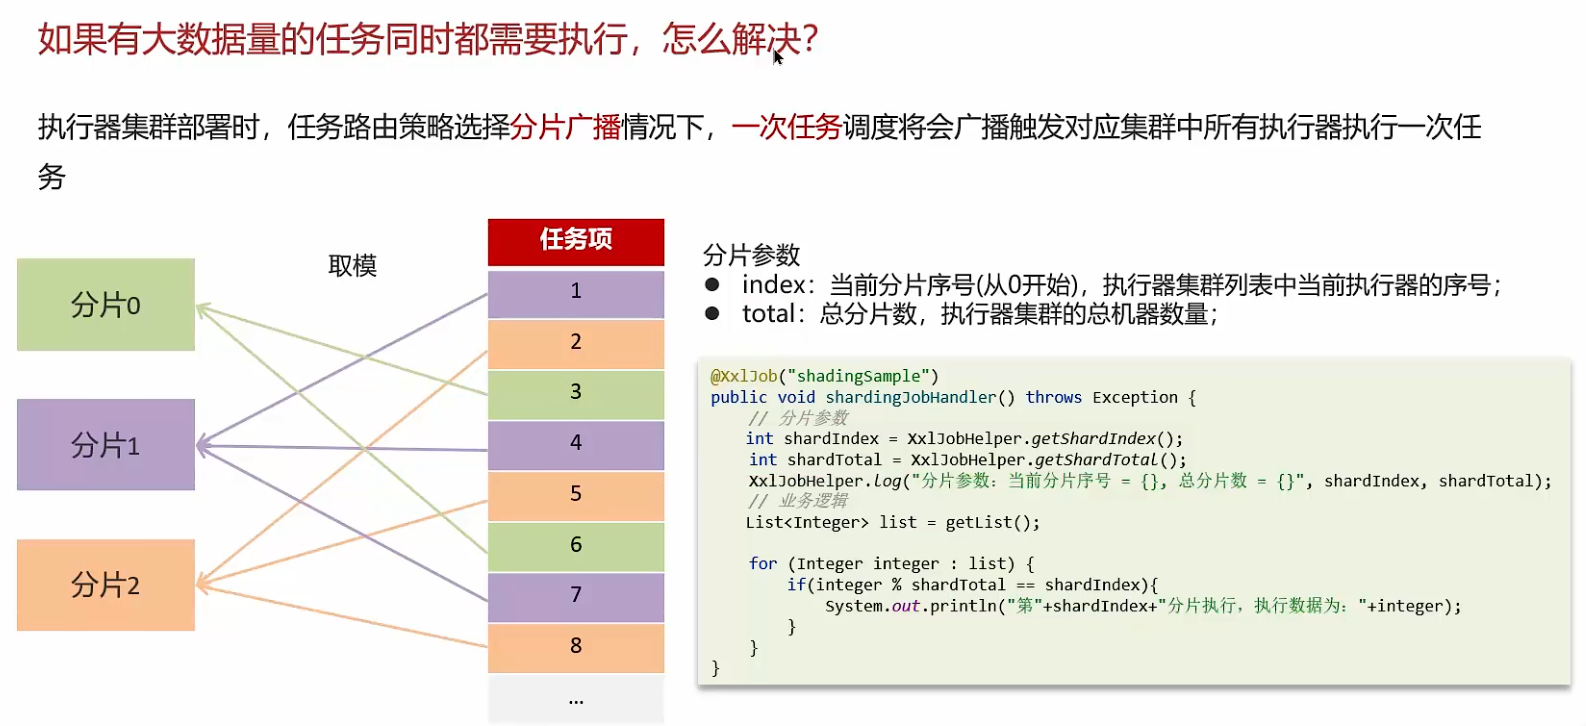 如果有大数据量的任务同时都需要执行，怎么解决？
执行器集群部署时，任务路由策略选择分片广播情况下，一次任务调度将会广播触发对应集群中所有执行器执行一次任
务
分片0
分片1
分片2
取模
任务项
1
2
3
4
5
6
7
8
...
分片参数
● index：当前分片序号(从0开始)，执行器集群列表中当前执行器的序号；
● total：总分片数，执行器集群的总机器数量；
@XxlJob("shadingSample")
public void shardingJobHandler() throws Exception {
    // 分片参数
    int shardIndex = XxlJobHelper.getShardIndex();
    int shardTotal = XxlJobHelper.getShardTotal();
    XxlJobHelper.log("分片参数：当前分片序号 = {}, 总分片数 = {}", shardIndex, shardTotal);
    // 业务逻辑
    List<Integer> list = getList();
    for (Integer integer : list) {
        if(integer % shardTotal == shardIndex){
            System.out.println("第"+shardIndex+"分片执行，执行数据为："+integer);
        }
    }
}